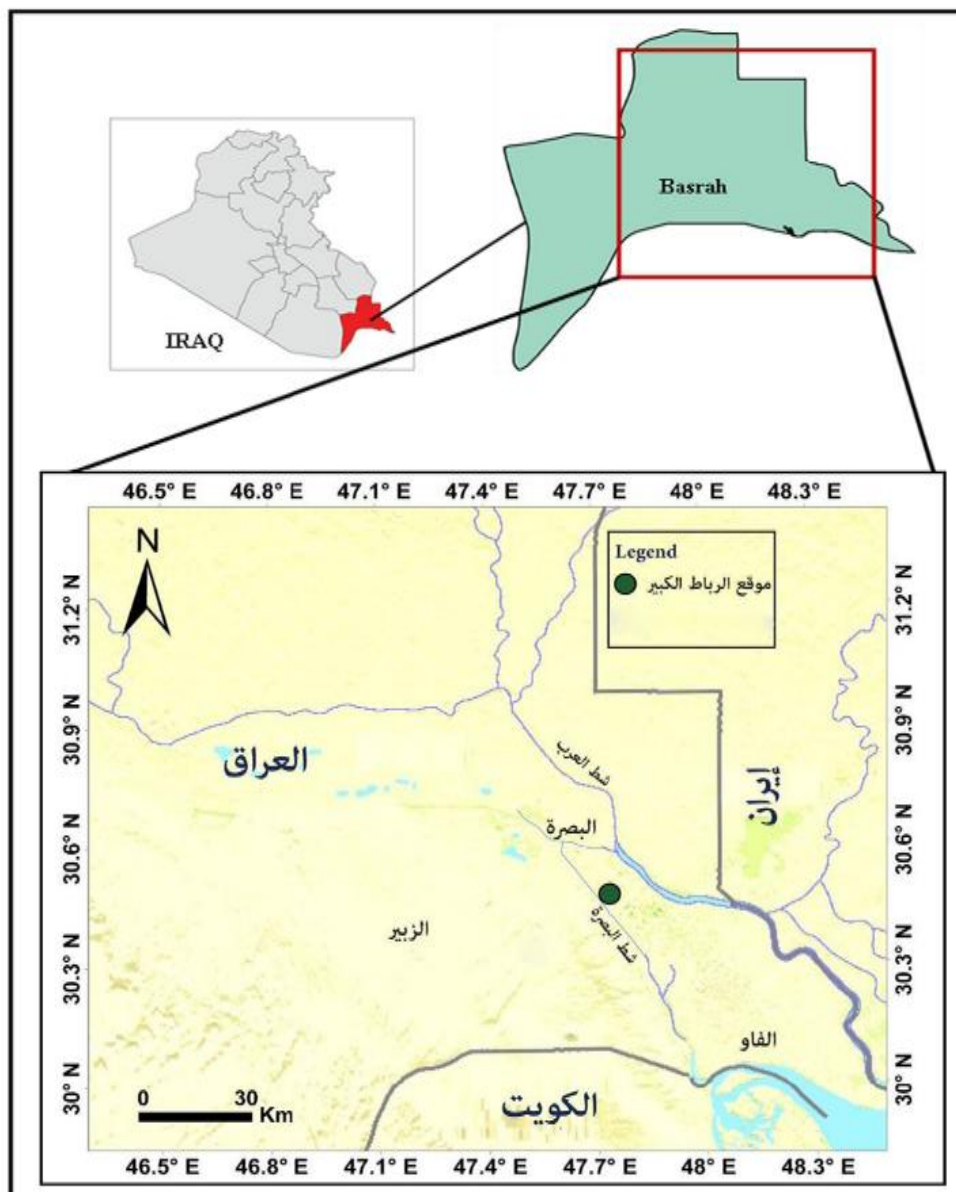 Basrah
IRAQ
46.5° E 46.8° E 47.1° E 47.4° E 47.7° E 48° E 48.3° E
N
Legend
موقع الرباط الكبير
31.2° N 31.2° N
30.9° N 30.9° N
العراق
شط العرب
إيران
البصرة
30.6° N 30.6° N
شط البصرة
الزبير
30.3° N 30.3° N
الفاو
30° N 30° N
0 30
Km
الكويت
46.5° E 46.8° E 47.1° E 47.4° E 47.7° E 48° E 48.3° E